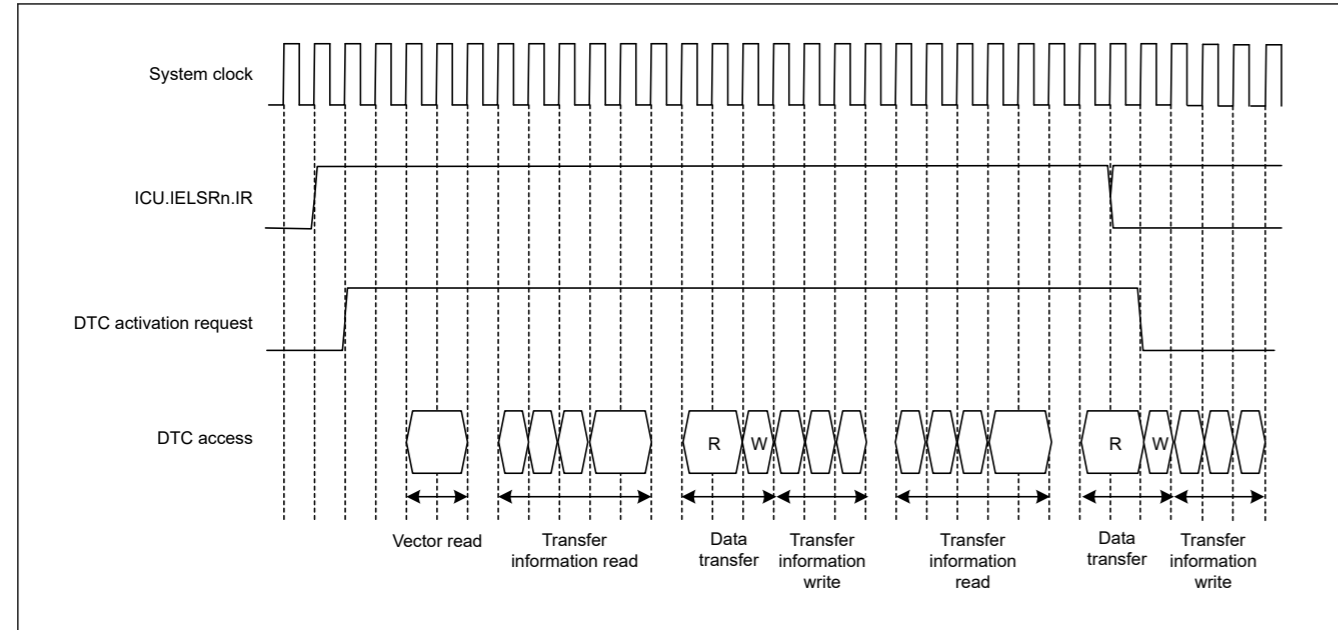 System clock
ICU.IELSRn.IR
DTC activation request
DTC access
R
W
R
W
Vector read
Transfer
information read
Data
transfer
Transfer
information
write
Transfer
information
read
Data
transfer
Transfer
information
write